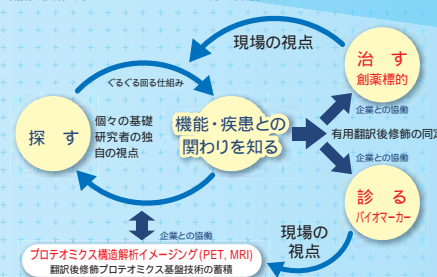 現場の視点
治 す
創薬標的
ぐるぐる回る仕組み
企業との協働
探 す
個々の基礎
研究者の独
自の視点
機能・疾患との
関わりを知る
有用翻訳後修飾の同定
企業との協働
診 る
バイオマーカー
企業との協働
現場の
視点
プロテオミクス構造解析イメージング(PET, MRI)
翻訳後修飾プロテオミクス基盤技術の蓄積